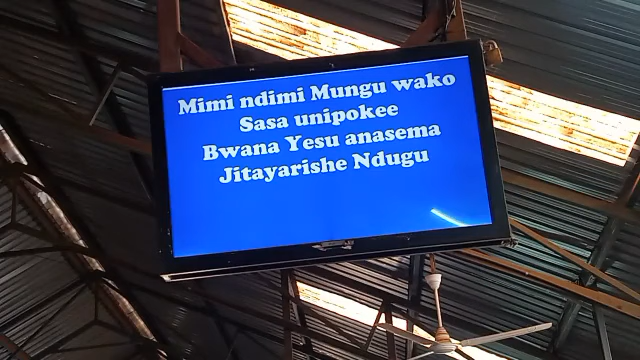 Mimi ndimi Mungu wako
Sasa unipokee
Bwana Yesu anasema
Jitayarishe Ndugu